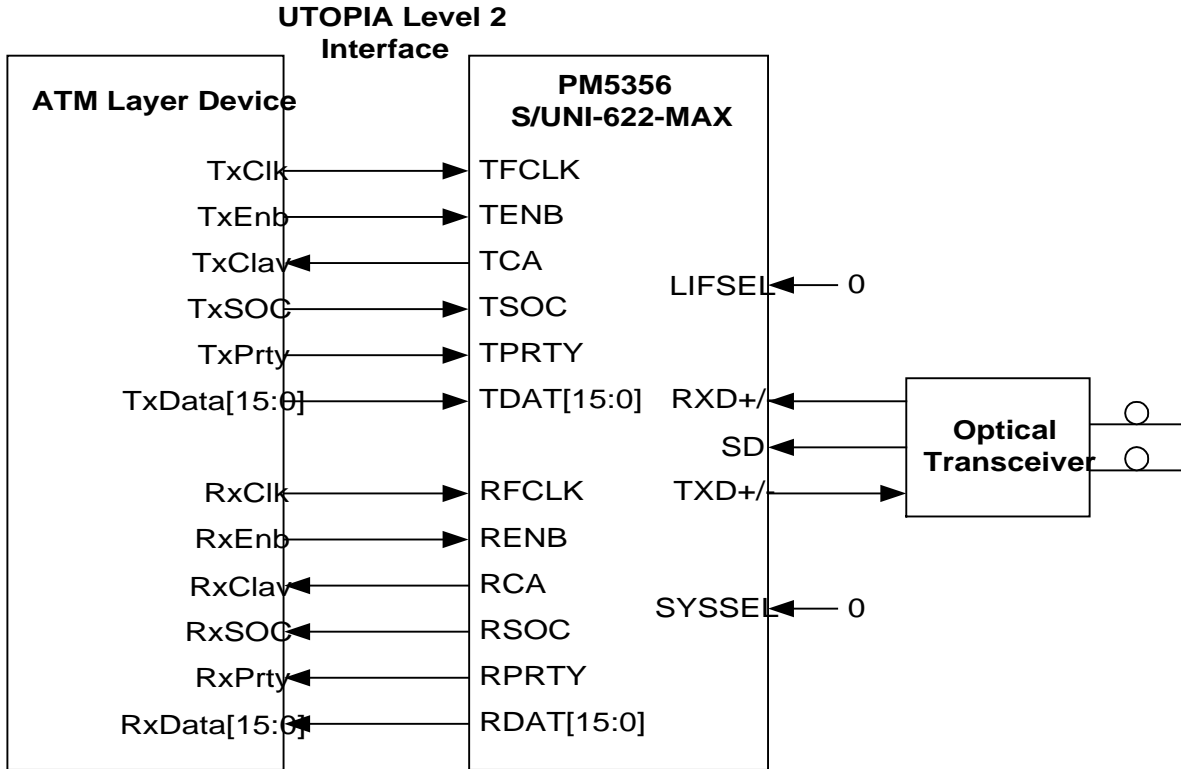 UTOPIA Level 2
Interface
ATM Layer Device
PM5356
S/UNI-622-MAX
TxClk
TFCLK
TxEnb
TENB
TxClav
TCA
LIFSEL
0
TxSOC
TSOC
TxPrty
TPRTY
TxData[15:0]
TDAT[15:0]
RXD+/
SD
Optical
Transceiver
RxClk
RFCLK
TXD+/-
RxEnb
RENB
RxClav
RCA
SYSSEL
0
RxSOC
RSOC
RxPrty
RPRTY
RxData[15:0]
RDAT[15:0]